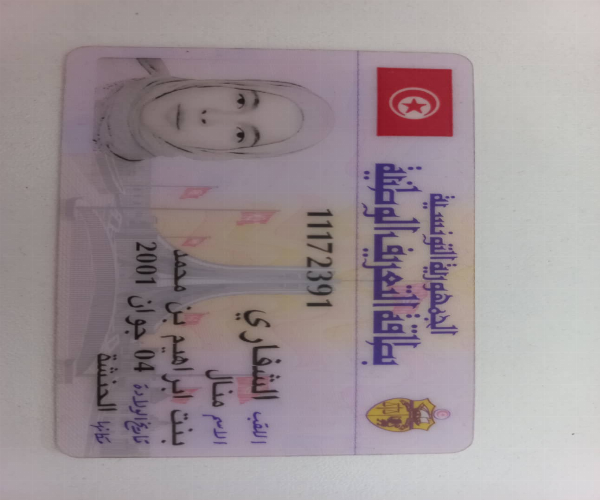 الجمهورية التونسية
بطاقة التعريف الوطنية
11172391
اللقب الشفاري
الاسم منال
بنت ابراهيم بن محمد
تاريخ الولادة 04 جوان 2001
مكانها الحنشة